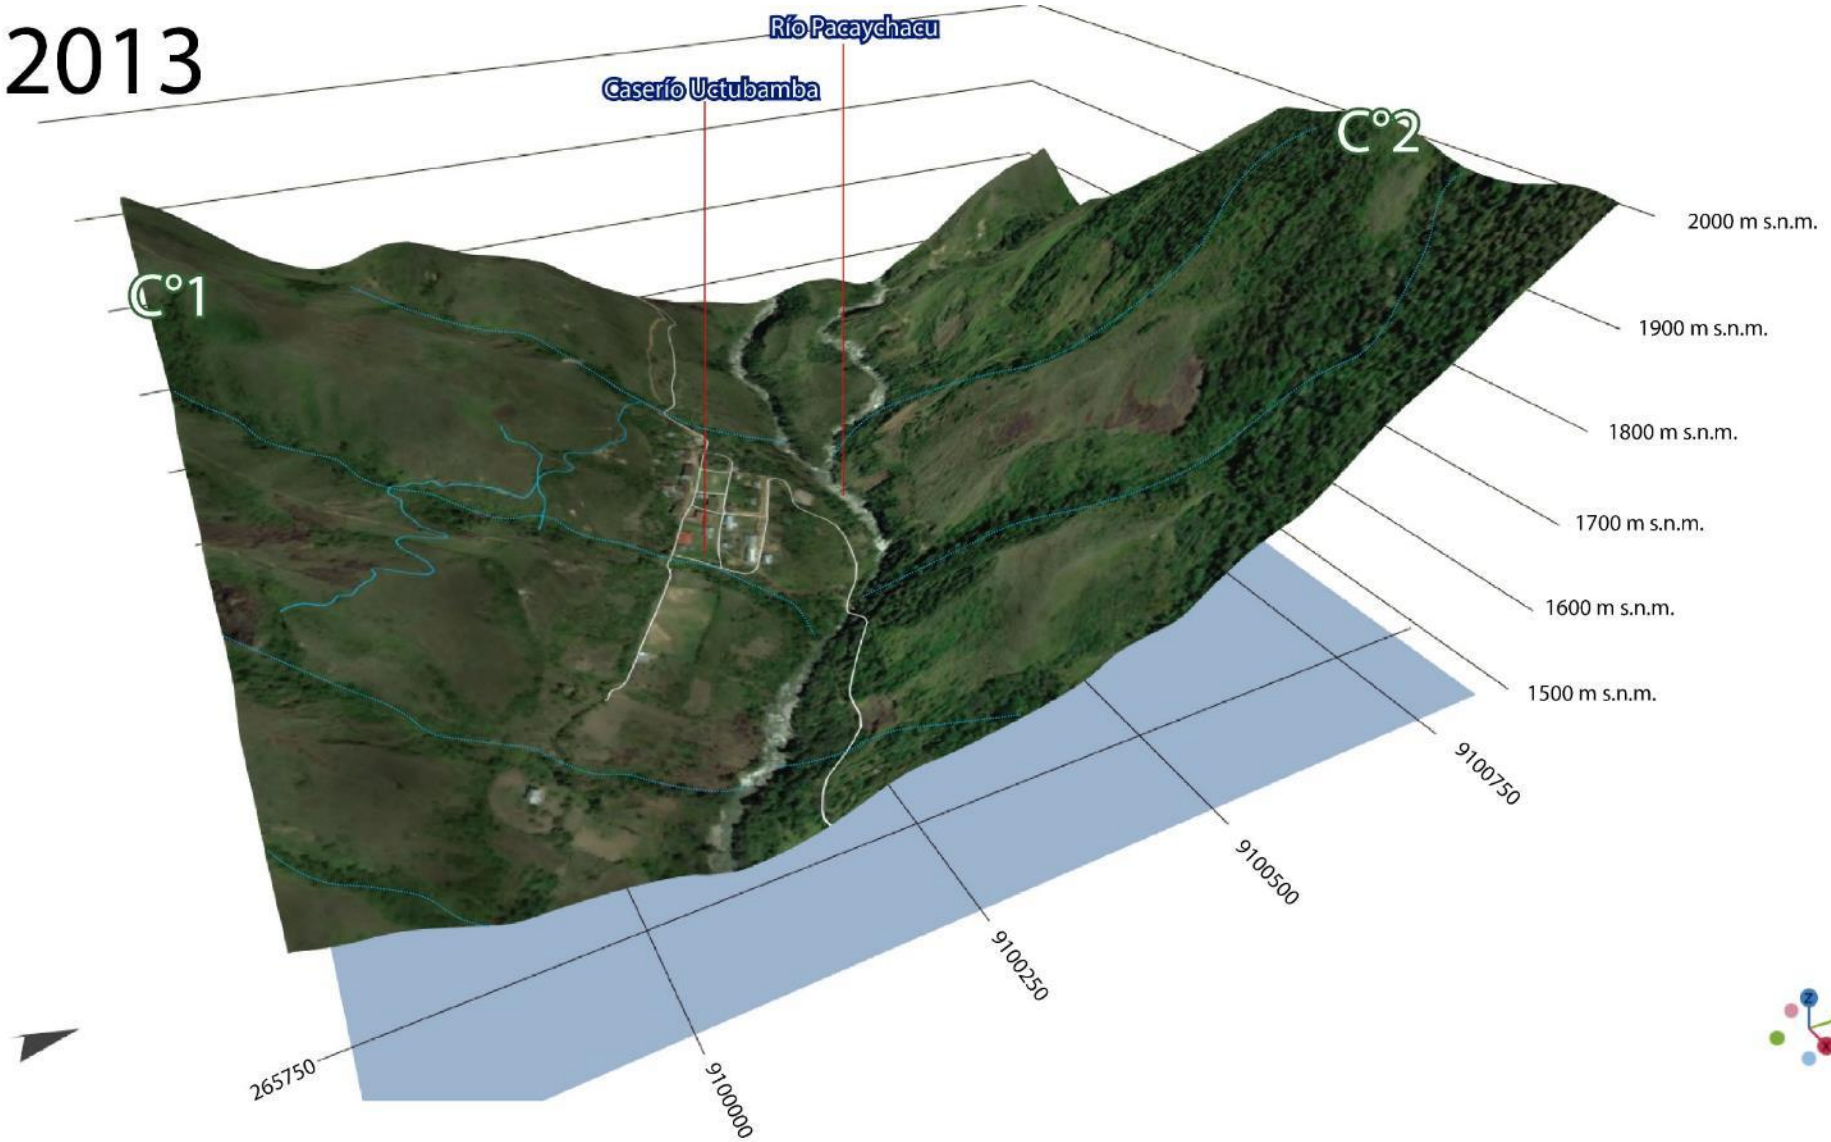 2013
Río Pacaychacu
Caserío Uctubamba
C°2
C°1
2000 m s.n.m.
1900 m s.n.m.
1800 m s.n.m.
1700 m s.n.m.
1600 m s.n.m.
1500 m s.n.m.
9100750
9100500
9100250
9100000
265750
Z
X